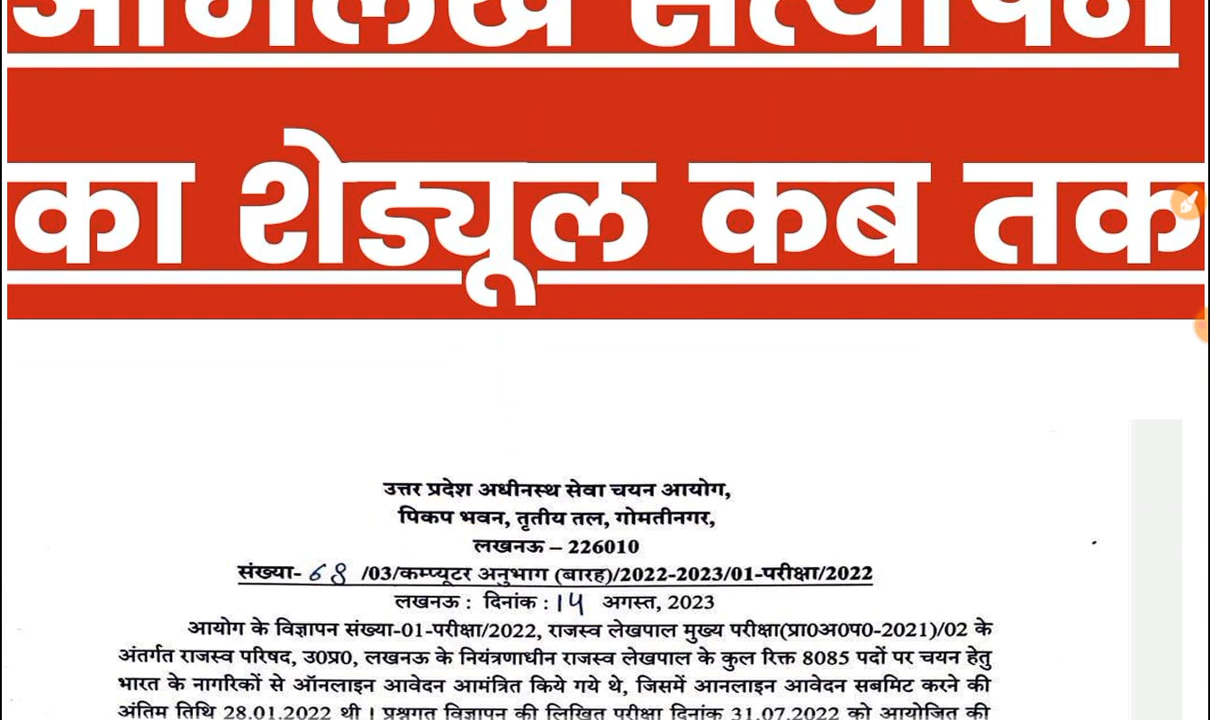 अभिलेख सत्यापन
का शेड्यूल कब तक
उत्तर प्रदेश अधीनस्थ सेवा चयन आयोग,
पिकप भवन, तृतीय तल, गोमतीनगर,
लखनऊ – 226010
संख्या- 68 /03/कम्प्यूटर अनुभाग (बारह)/2022-2023/01-परीक्षा/2022
लखनऊ : दिनांक : 14 अगस्त, 2023
आयोग के विज्ञापन संख्या-01-परीक्षा/2022, राजस्व लेखपाल मुख्य परीक्षा(प्रा0अ0प0-2021)/02 के
अंतर्गत राजस्व परिषद, उ0प्र0, लखनऊ के नियंत्रणाधीन राजस्व लेखपाल के कुल रिक्त 8085 पदों पर चयन हेतु
भारत के नागरिकों से ऑनलाइन आवेदन आमंत्रित किये गये थे, जिसमें आनलाइन आवेदन सबमिट करने की
अंतिम तिथि 28.01.2022 थी । प्रश्नगत विज्ञापन की लिखित परीक्षा दिनांक 31.07.2022 को आयोजित की